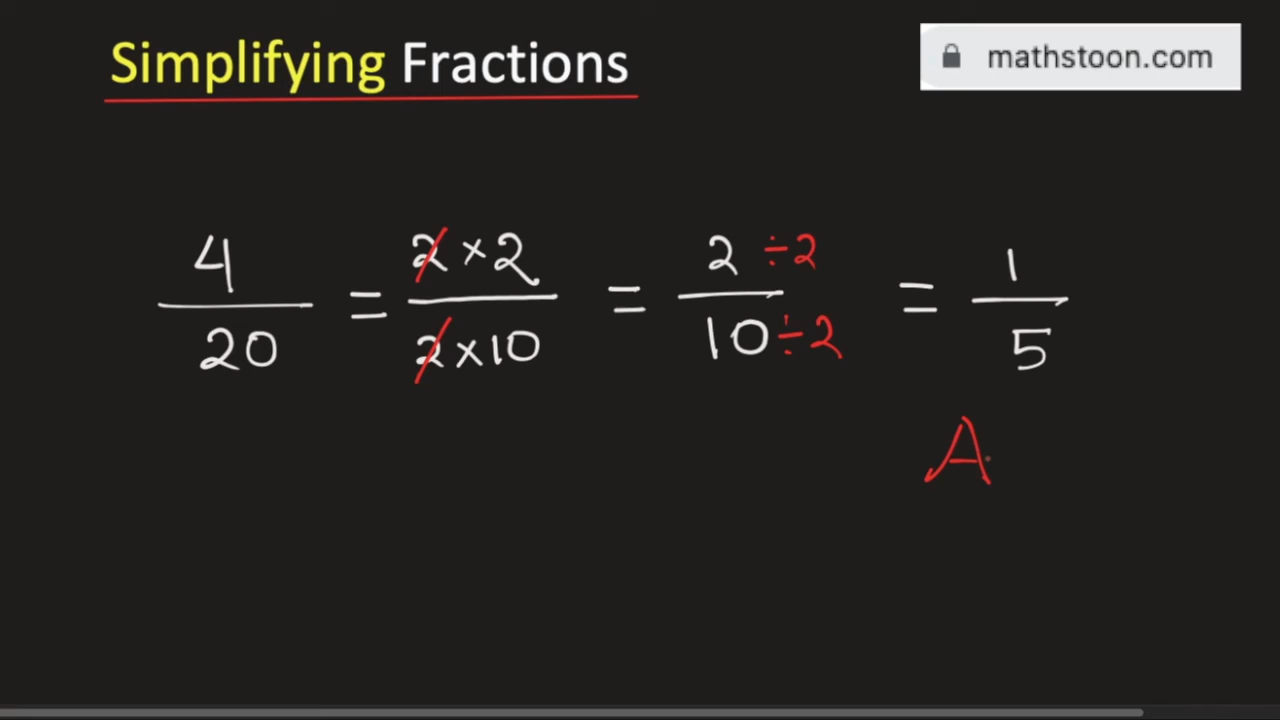 Simplifying Fractions
mathstoon.com
4/20 = 2×2/2×10 = 2÷2/10÷2 = 1/5
A